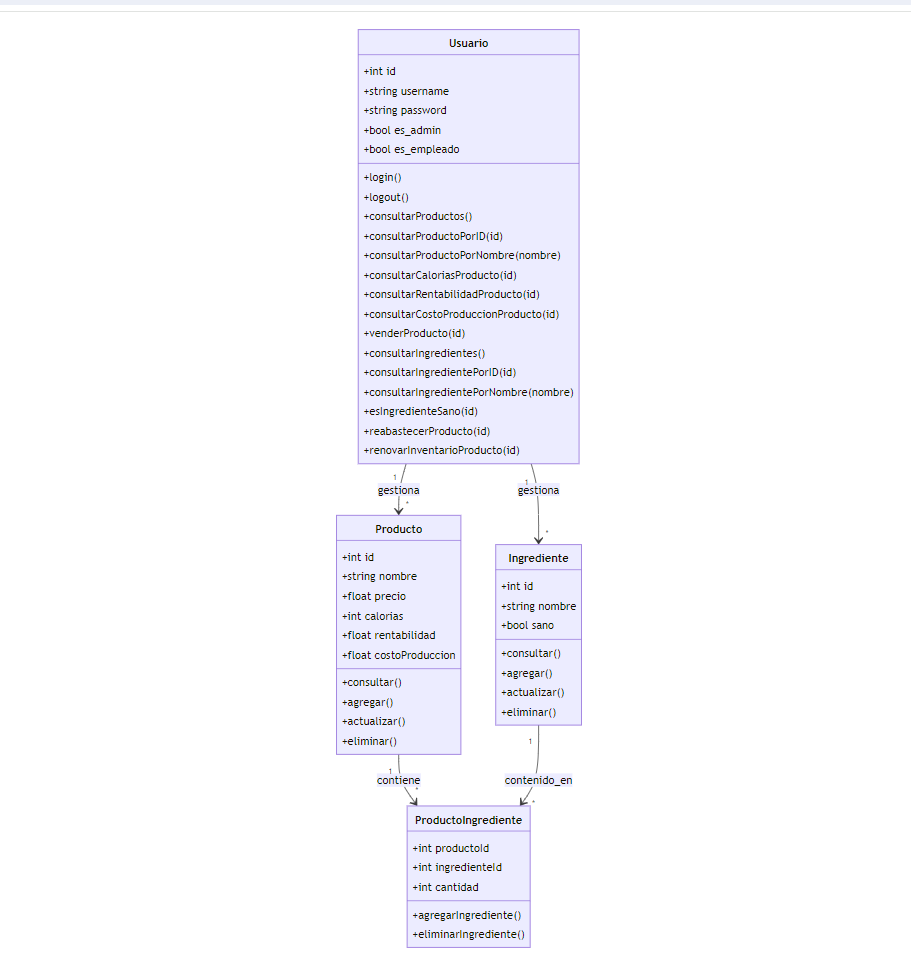 Usuario
+int id
+string username
+string password
+bool es_admin
+bool es_empleado
+login()
+logout()
+consultarProductos()
+consultarProductoPorID(id)
+consultarProductoPorNombre(nombre)
+consultarCaloriasProducto(id)
+consultarRentabilidadProducto(id)
+consultarCostoProduccionProducto(id)
+venderProducto(id)
+consultarIngredientes()
+consultarIngredientePorID(id)
+consultarIngredientePorNombre(nombre)
+esIngredienteSano(id)
+reabastecerProducto(id)
+renovarInventarioProducto(id)
1
gestiona
*
1
gestiona
*
Producto
+int id
+string nombre
+float precio
+int calorias
+float rentabilidad
+float costoProduccion
+consultar()
+agregar()
+actualizar()
+eliminar()
Ingrediente
+int id
+string nombre
+bool sano
+consultar()
+agregar()
+actualizar()
+eliminar()
1
contiene
*
1
contenido_en
*
ProductoIngrediente
+int productoId
+int ingredienteId
+int cantidad
+agregarIngrediente()
+eliminarIngrediente()